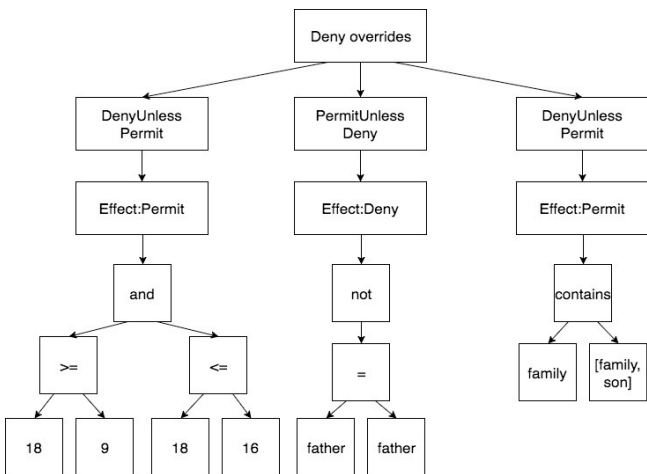 Deny overrides
DenyUnless
Permit
PermitUnless
Deny
DenyUnless
Permit
Effect:Permit
Effect:Deny
Effect:Permit
and
not
contains
>=
<=
=
family
[family,
son]
18
9
18
16
father
father